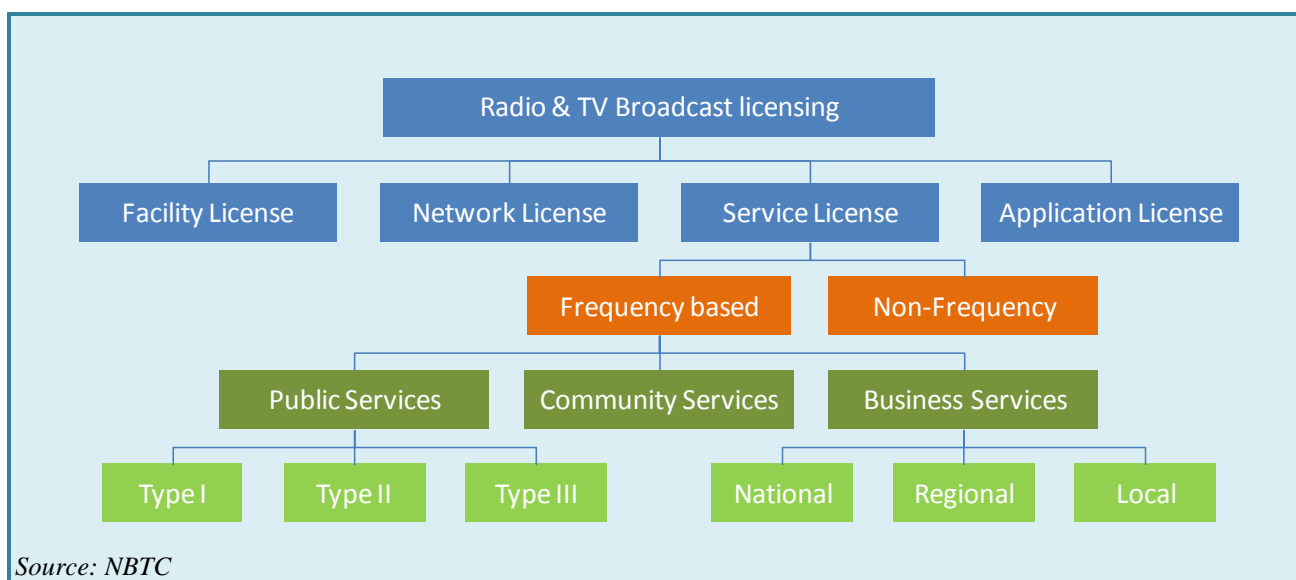 Radio & TV Broadcast licensing
Facility License
Network License
Service License
Application License
Frequency based
Non-Frequency
Public Services
Community Services
Business Services
Type I
Type II
Type III
National
Regional
Local
Source: NBTC